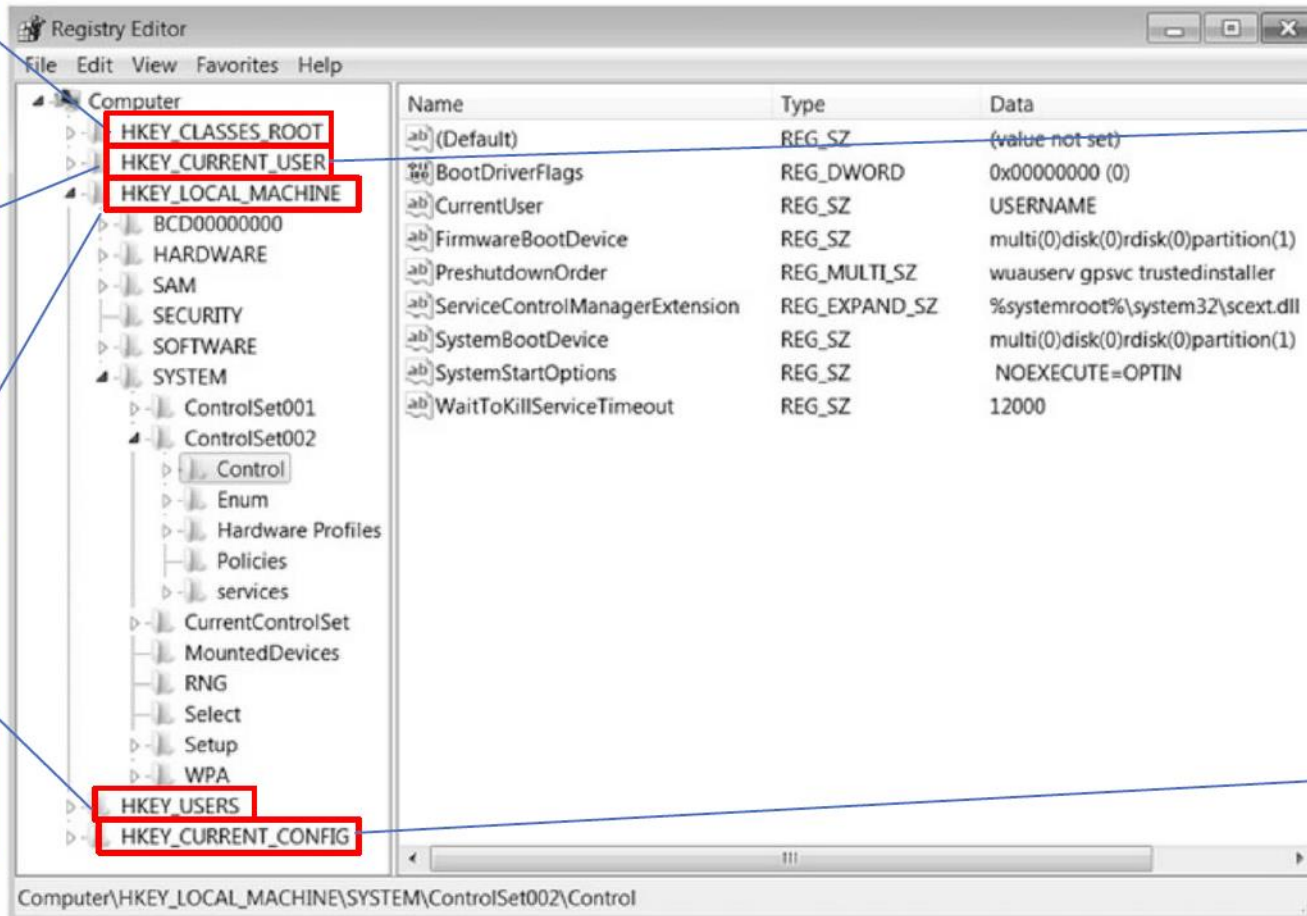 Registry Editor
File Edit View Favorites Help
Computer
HKEY_CLASSES_ROOT
HKEY_CURRENT_USER
HKEY_LOCAL_MACHINE
BCD00000000
HARDWARE
SAM
SECURITY
SOFTWARE
SYSTEM
ControlSet001
ControlSet002
Control
Enum
Hardware Profiles
Policies
services
CurrentControlSet
MountedDevices
RNG
Select
Setup
WPA
HKEY_USERS
HKEY_CURRENT_CONFIG
Name Type Data
(Default) REG_SZ (value not set)
BootDriverFlags REG_DWORD 0x00000000 (0)
CurrentUser REG_SZ USERNAME
FirmwareBootDevice REG_SZ multi(0)disk(0)rdisk(0)partition(1)
PreshutdownOrder REG_MULTI_SZ wuauserv gpsvc trustedinstaller
ServiceControlManagerExtension REG_EXPAND_SZ %systemroot%\system32\scext.dll
SystemBootDevice REG_SZ multi(0)disk(0)rdisk(0)partition(1)
SystemStartOptions REG_SZ NOEXECUTE=OPTIN
WaitToKillServiceTimeout REG_SZ 12000
Computer\HKEY_LOCAL_MACHINE\SYSTEM\ControlSet002\Control